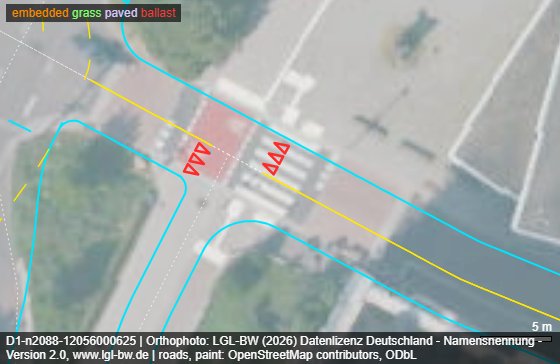 embedded grass paved ballast
5 m
D1-n2088-12056000625 | Orthophoto: LGL-BW (2026) Datenlizenz Deutschland - Namensnennung -
Version 2.0, www.lgl-bw.de | roads, paint: OpenStreetMap contributors, ODbL